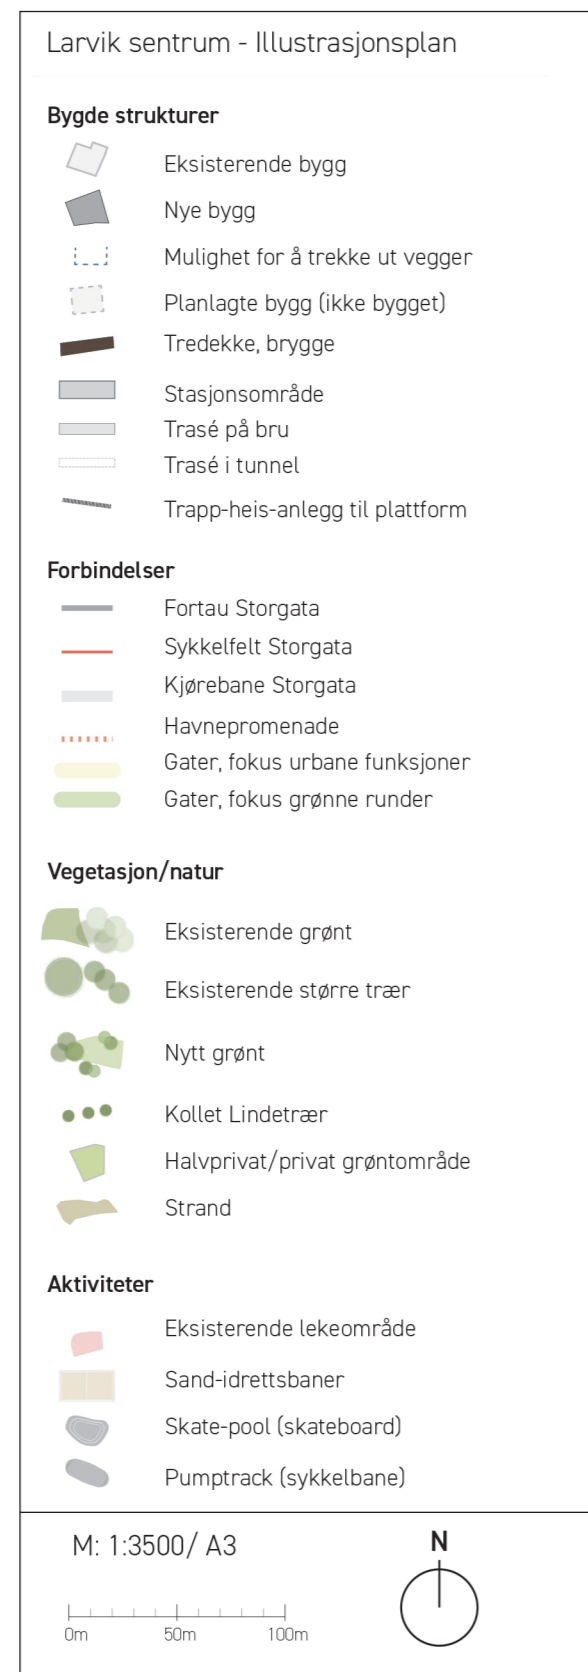 Larvik sentrum - Illustrasjonsplan
Bygde strukturer
Eksisterende bygg
Nye bygg
Mulighet for å trekke ut vegger
Planlagte bygg (ikke bygget)
Tredekke, brygge
Stasjonsområde
Trasé på bru
Trasé i tunnel
Trapp-heis-anlegg til plattform
Forbindelser
Fortau Storgata
Sykkelfelt Storgata
Kjørebane Storgata
Havnepromenade
Gater, fokus urbane funksjoner
Gater, fokus grønne runder
Vegetasjon/natur
Eksisterende grønt
Eksisterende større trær
Nytt grønt
Kollet Lindetrær
Halvprivat/privat grøntområde
Strand
Aktiviteter
Eksisterende lekeområde
Sand-idrettsbaner
Skate-pool (skateboard)
Pumptrack (sykkelbane)
M: 1:3500/ A3
N
0m 50m 100m